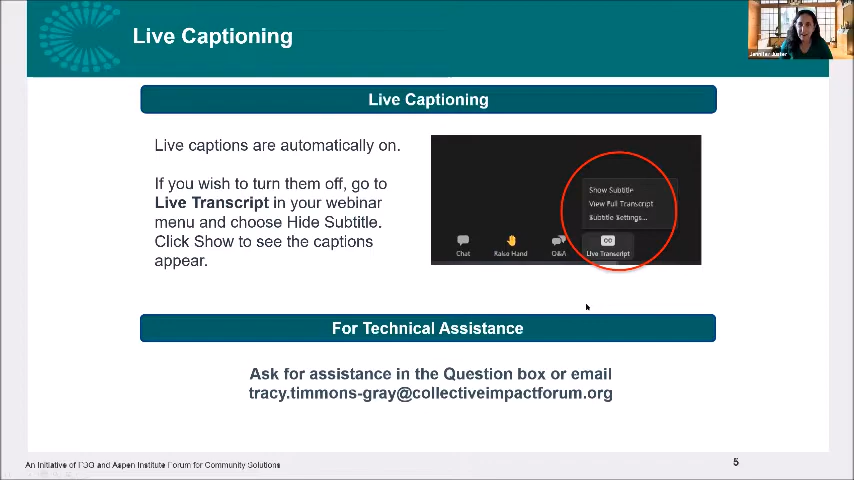 Live Captioning
Jennifer Juster
Live Captioning
Live captions are automatically on.
If you wish to turn them off, go to
Live Transcript in your webinar
menu and choose Hide Subtitle.
Click Show to see the captions
appear.
Show Subtitle
View Full Transcript
Subtitle Settings...
Chat
Raise Hand
Q&A
Live Transcript
For Technical Assistance
Ask for assistance in the Question box or email
tracy.timmons-gray@collectiveimpactforum.org
An Initiative of FSG and Aspen Institute Forum for Community Solutions
5